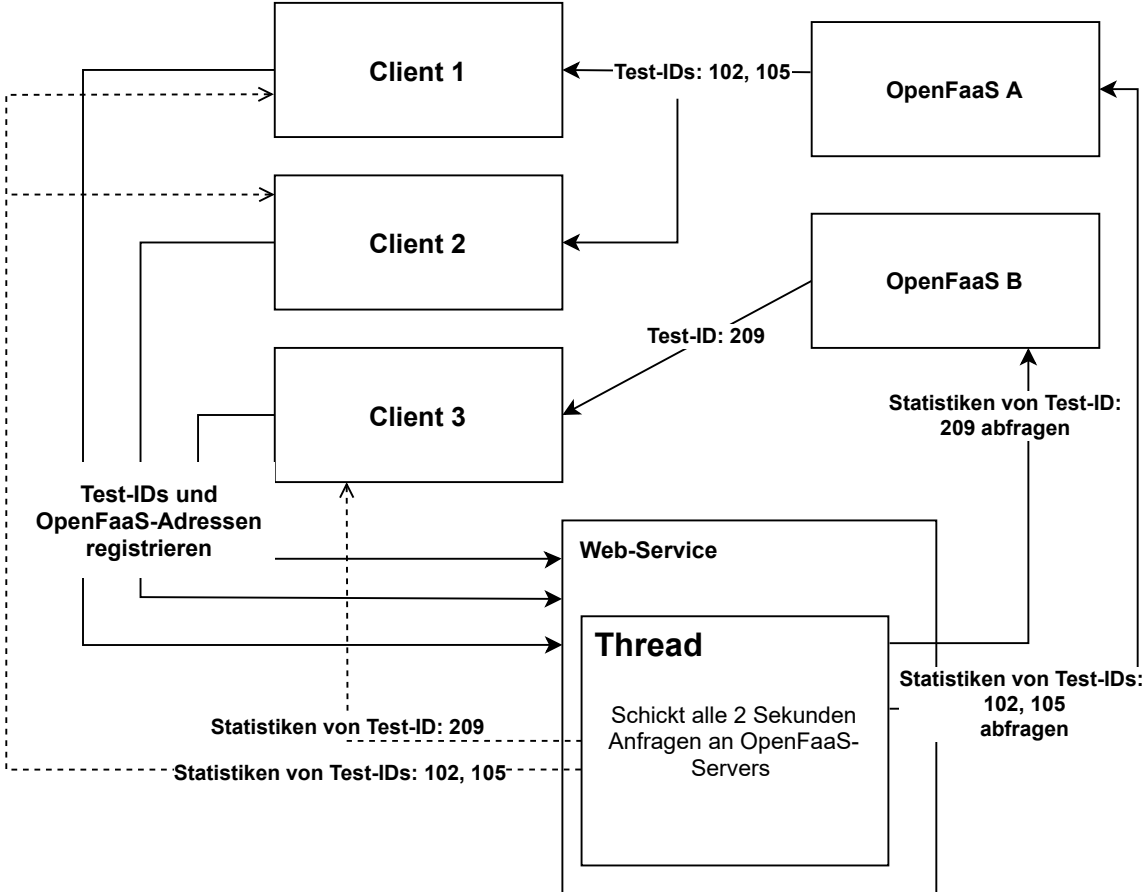 Client 1
Test-IDs: 102, 105
OpenFaaS A
Client 2
OpenFaaS B
Test-ID: 209
Client 3
Statistiken von Test-ID:
209 abfragen
Test-IDs und
OpenFaaS-Adressen
registrieren
Web-Service
Thread
Schickt alle 2 Sekunden
Anfragen an OpenFaaS-
Servers
Statistiken von Test-IDs:
102, 105
abfragen
Statistiken von Test-ID: 209
Statistiken von Test-IDs: 102, 105